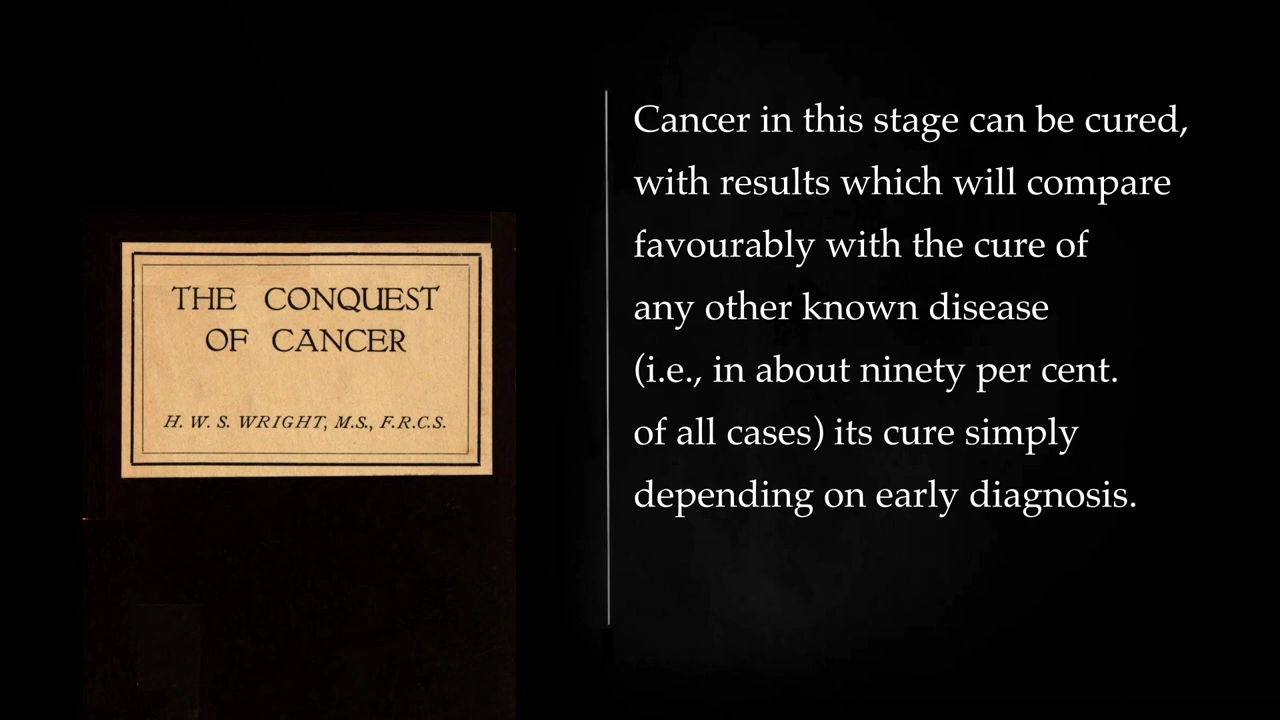 THE CONQUEST
OF CANCER
H. W. S. WRIGHT, M.S., F.R.C.S.
Cancer in this stage can be cured,
with results which will compare
favourably with the cure of
any other known disease
(i.e., in about ninety per cent.
of all cases) its cure simply
depending on early diagnosis.